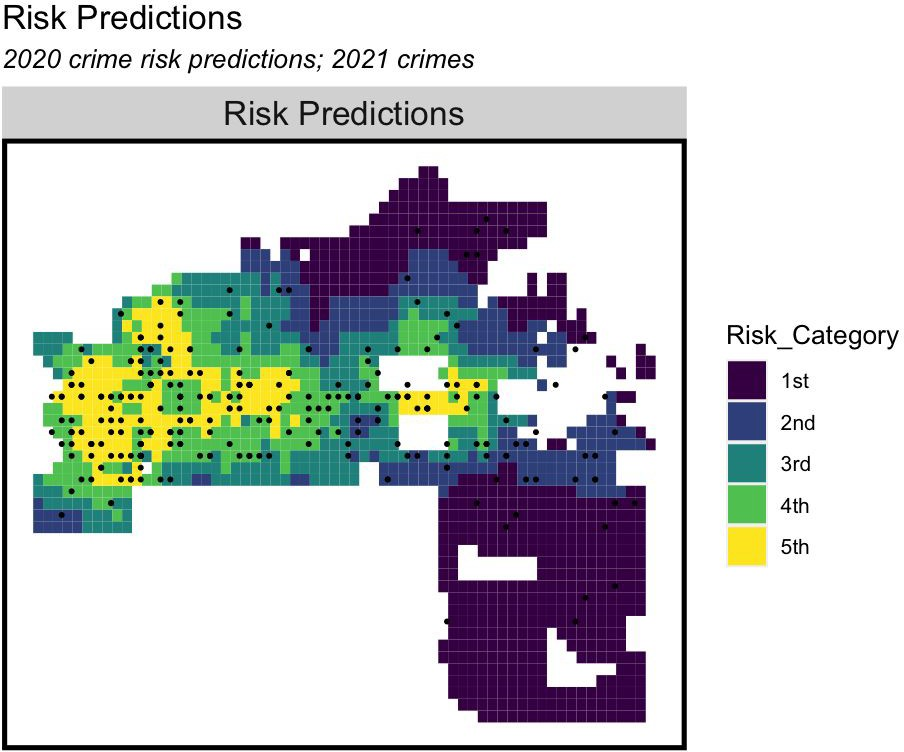 Risk Predictions
2020 crime risk predictions; 2021 crimes
Risk Predictions
Risk_Category
1st
2nd
3rd
4th
5th